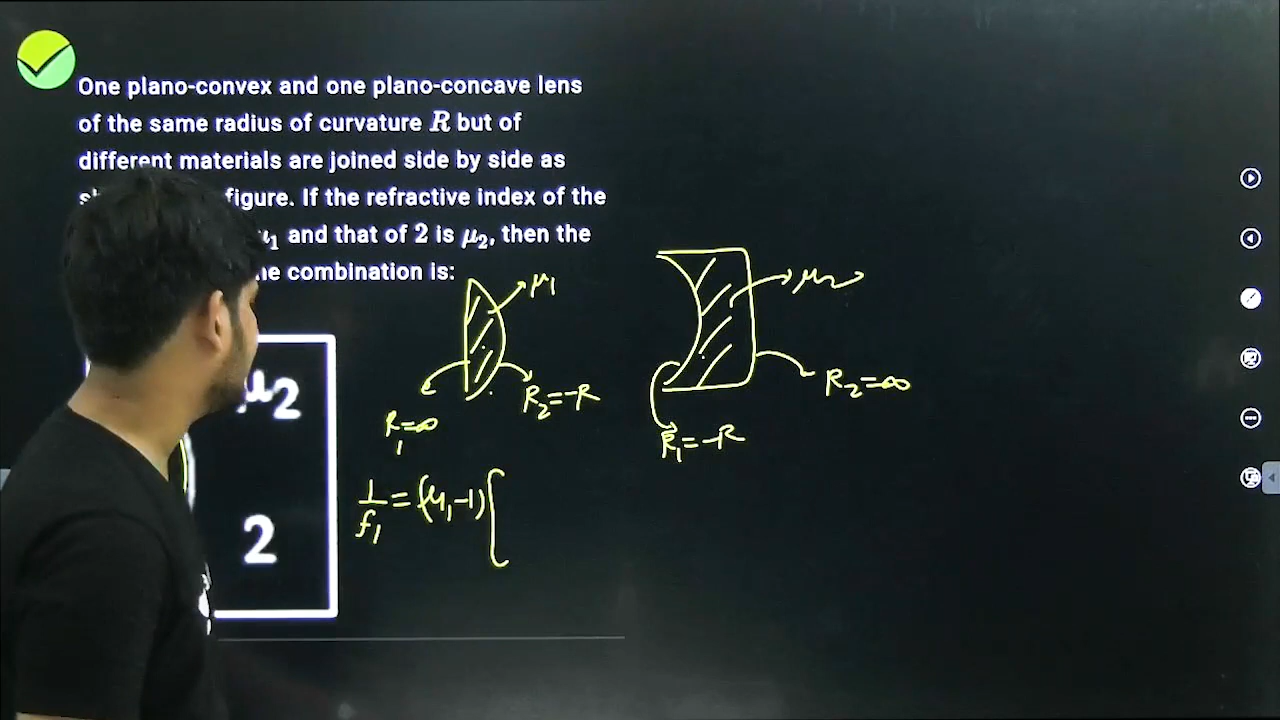 One plano-convex and one plano-concave lens
of the same radius of curvature R but of
different materials are joined side by side as
figure. If the refractive index of the
μ₁ and that of 2 is μ₂, then the
combination is:
μ₁
μ₂
R₂=-R
R₂=∞
R₁=∞
R₁=-R
1/f₁ = (μ₁-1)[
μ2
2